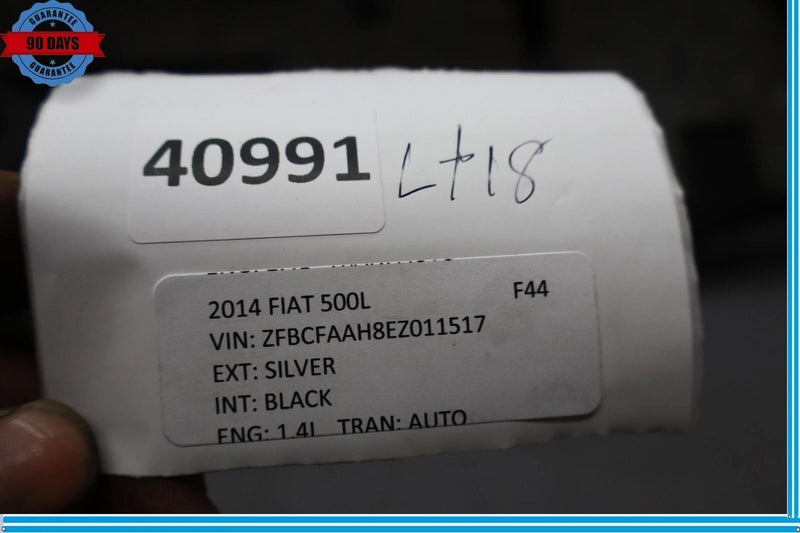 GUARANTEE
90 DAYS
GUARANTEE
40991
Lt18
2014 FIAT 500L F44
VIN: ZFBCFAAH8EZ011517
EXT: SILVER
INT: BLACK
ENG: 1.4L TRAN: AUTO